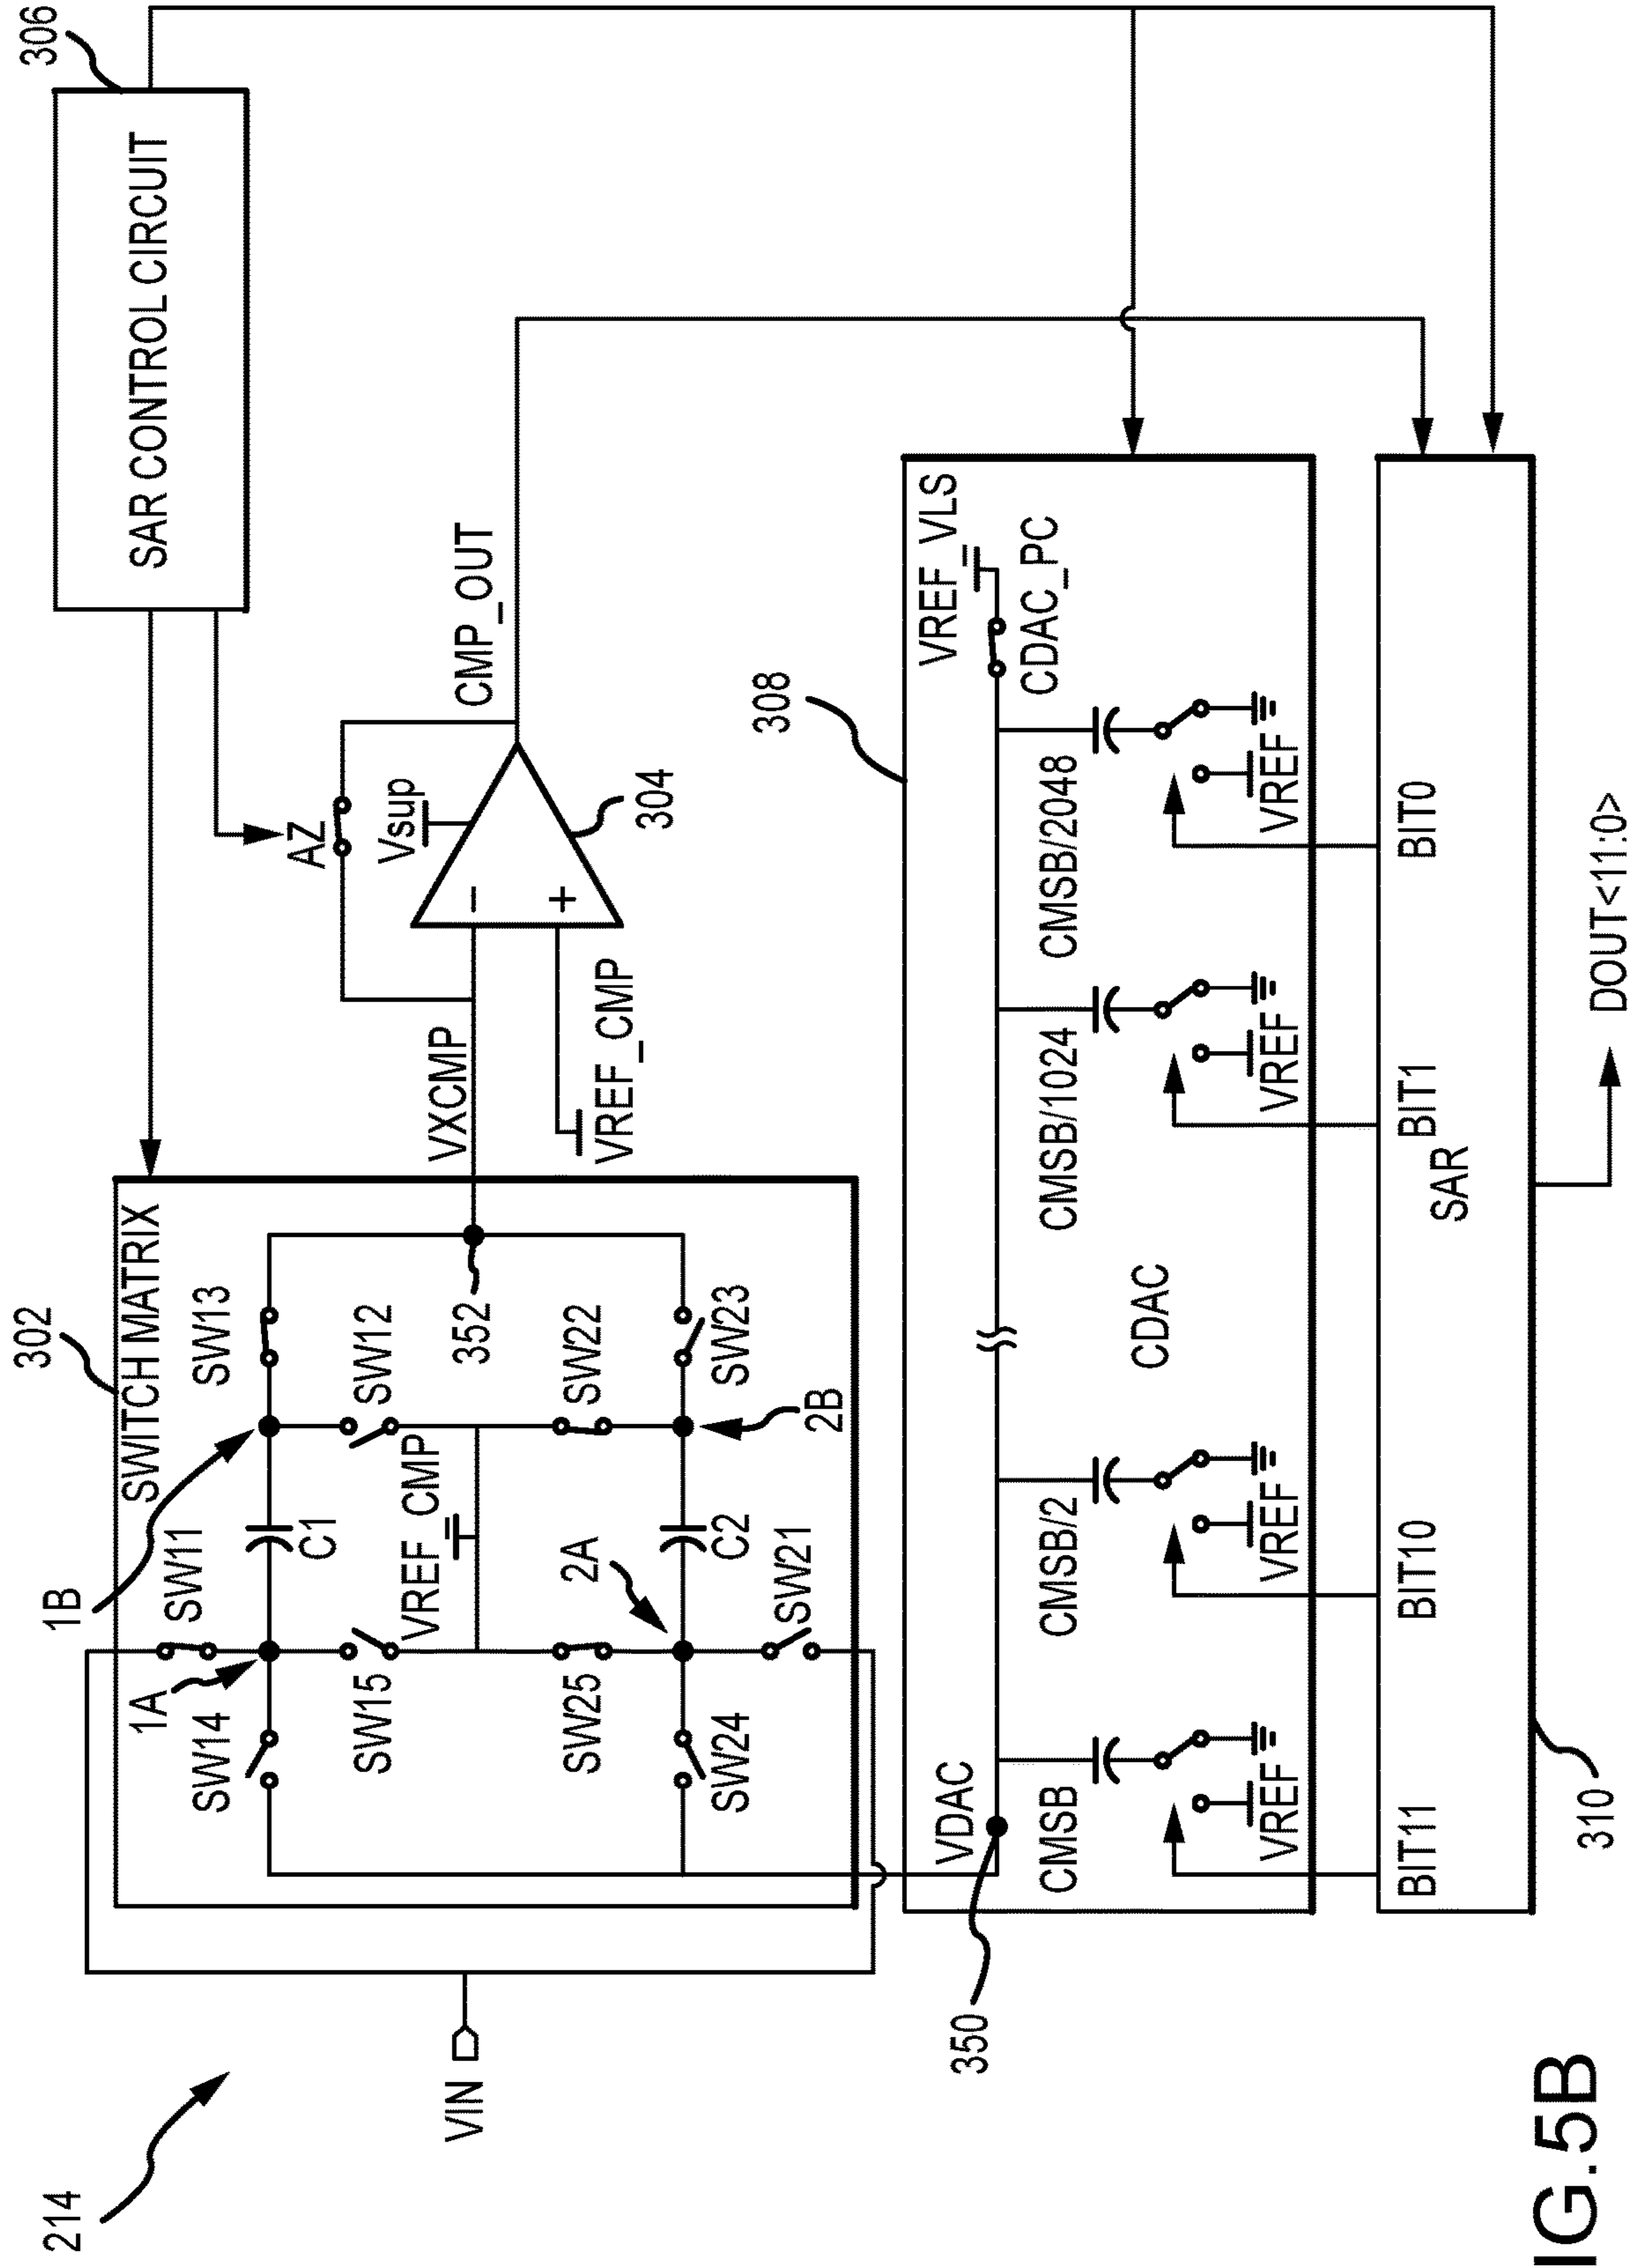 214
VIN
302
SWITCH MATRIX
1A
1B
SW11
SW14
C1
SW13
SW15
SW12
VREF_CMP
352
SW25
SW22
2A
SW24
C2
SW23
SW21
2B
306
SAR CONTROL CIRCUIT
VXCMP
VREF_CMP
AZ
Vsup
−
+
304
CMP_OUT
308
350
VDAC
VREF_VLS
CDAC_PC
CMSB
CMSB/2
CMSB/1024
CMSB/2048
CDAC
VREF
VREF
VREF
VREF
BIT11
BIT10
BIT1
BIT0
SAR
310
DOUT<11:0>
IG.5B